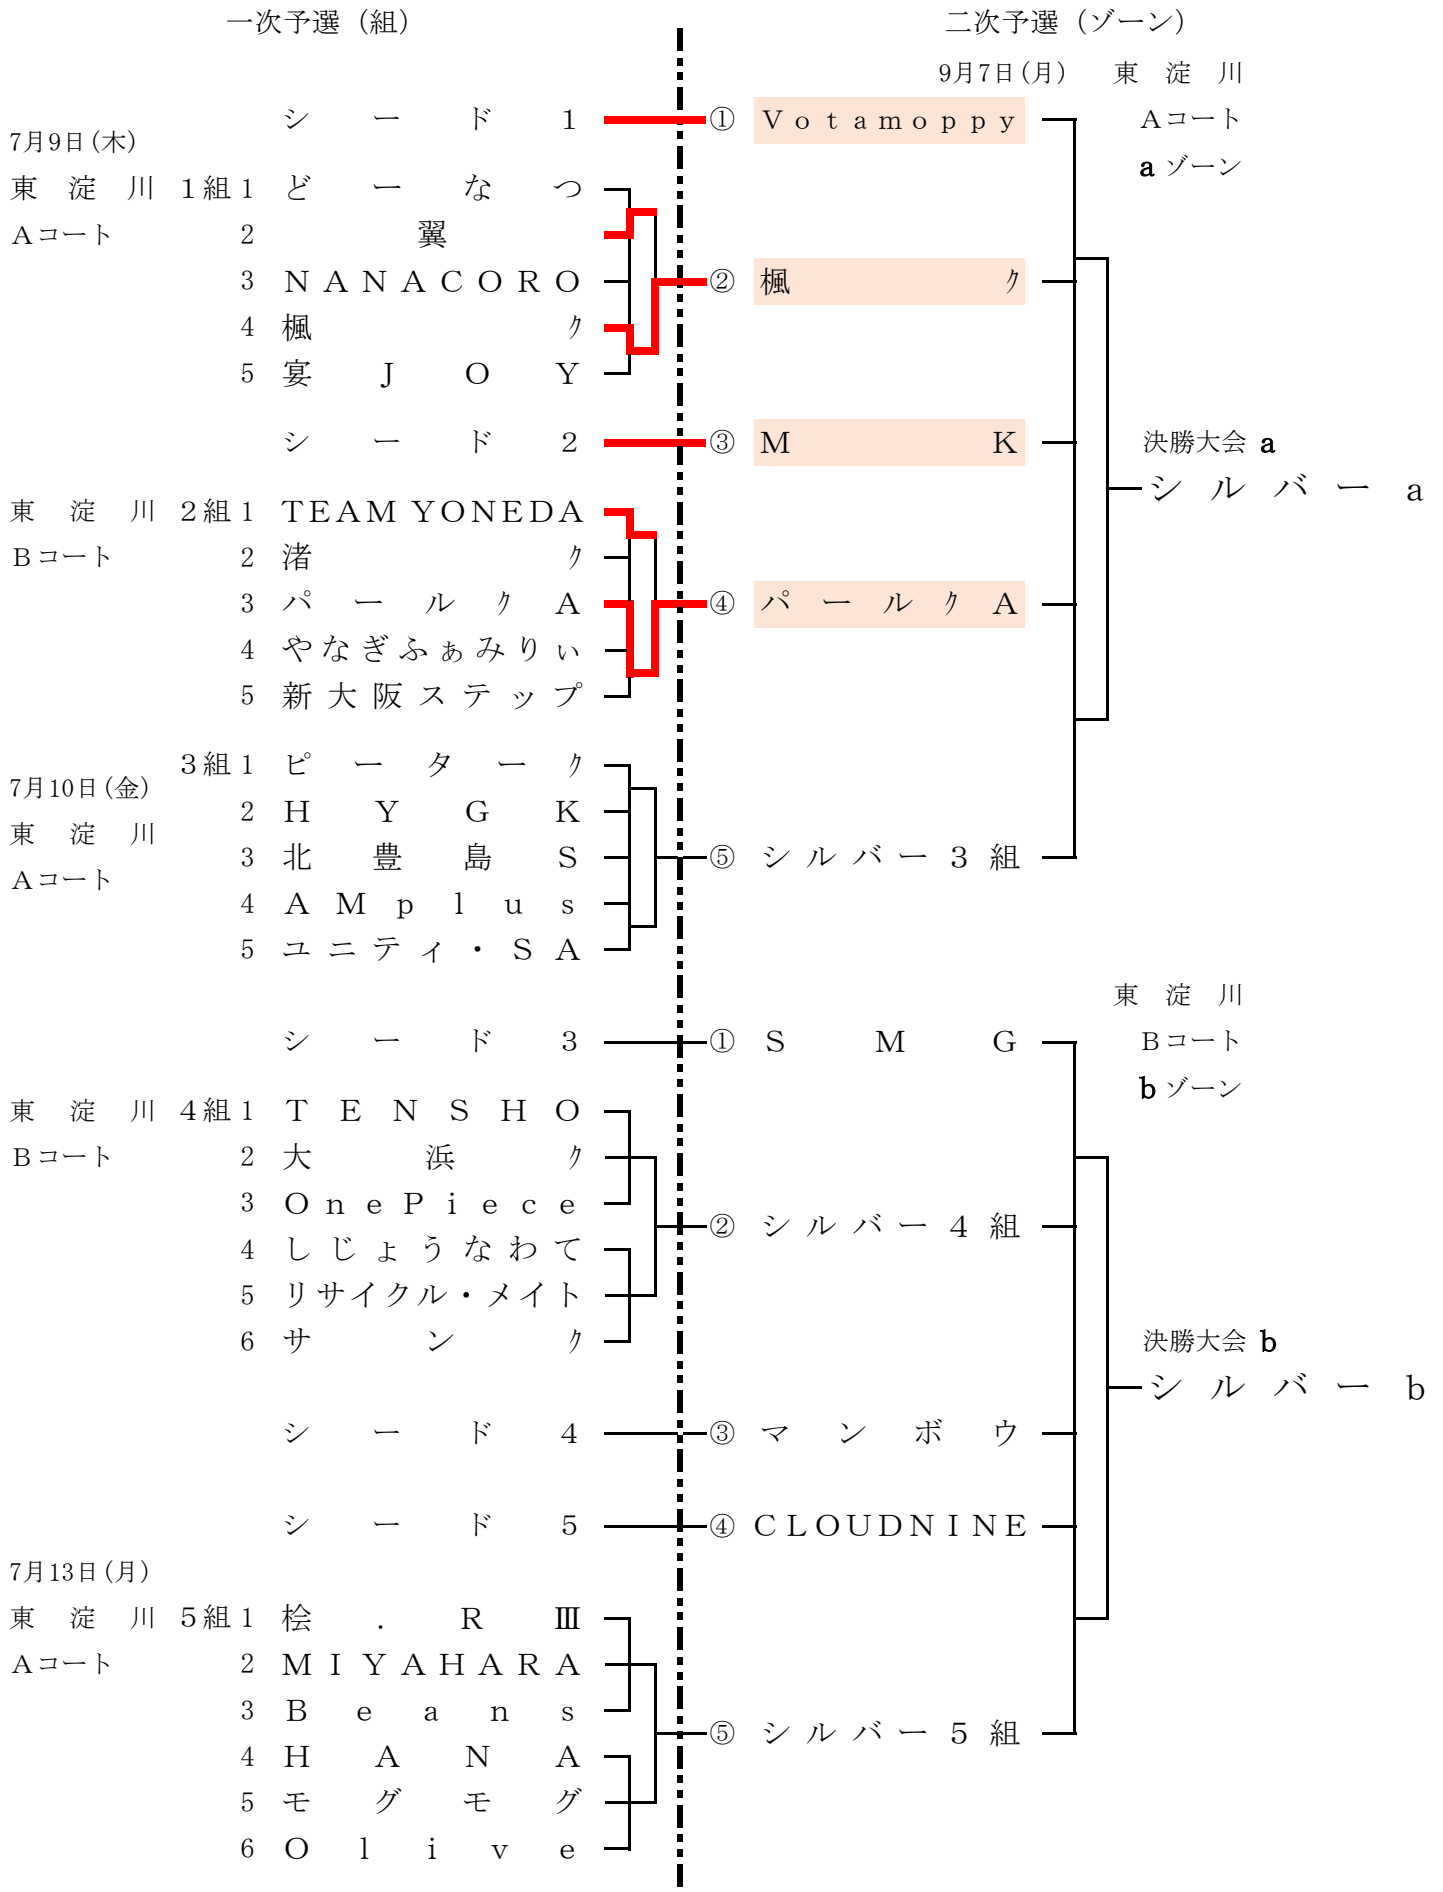 一次予選（組） 二次予選（ゾーン）
9月7日(月) 東淀川
シード1 ① Votamoppy Aコート
7月9日(木)
aゾーン
東淀川 1組 1 どーなつ
Aコート 2 翼
3 NANACORO ② 楓ク
4 楓ク
5 宴JOY
シード2 ③ MK 決勝大会 a
シルバーa
東淀川 2組 1 TEAM YONEDA
Bコート 2 渚ク
3 パールクA ④ パールクA
4 やなぎふぁみりぃ
5 新大阪ステップ
3組 1 ピーターク
7月10日(金)
2 HYGK
東淀川
3 北豊島S ⑤ シルバー3組
Aコート
4 AMplus
5 ユニティ・SA
東淀川
シード3 ① SMG Bコート
bゾーン
東淀川 4組 1 TENSHO
Bコート 2 大浜ク
3 OnePiece
② シルバー4組
4 しじょうなわて
5 リサイクル・メイト
6 サンク 決勝大会 b
シルバーb
シード4 ③ マンボウ
シード5 ④ CLOUDNINE
7月13日(月)
東淀川 5組 1 桧.RⅢ
Aコート 2 MIYAHARA
3 Beans
⑤ シルバー5組
4 HANA
5 モグモグ
6 Olive